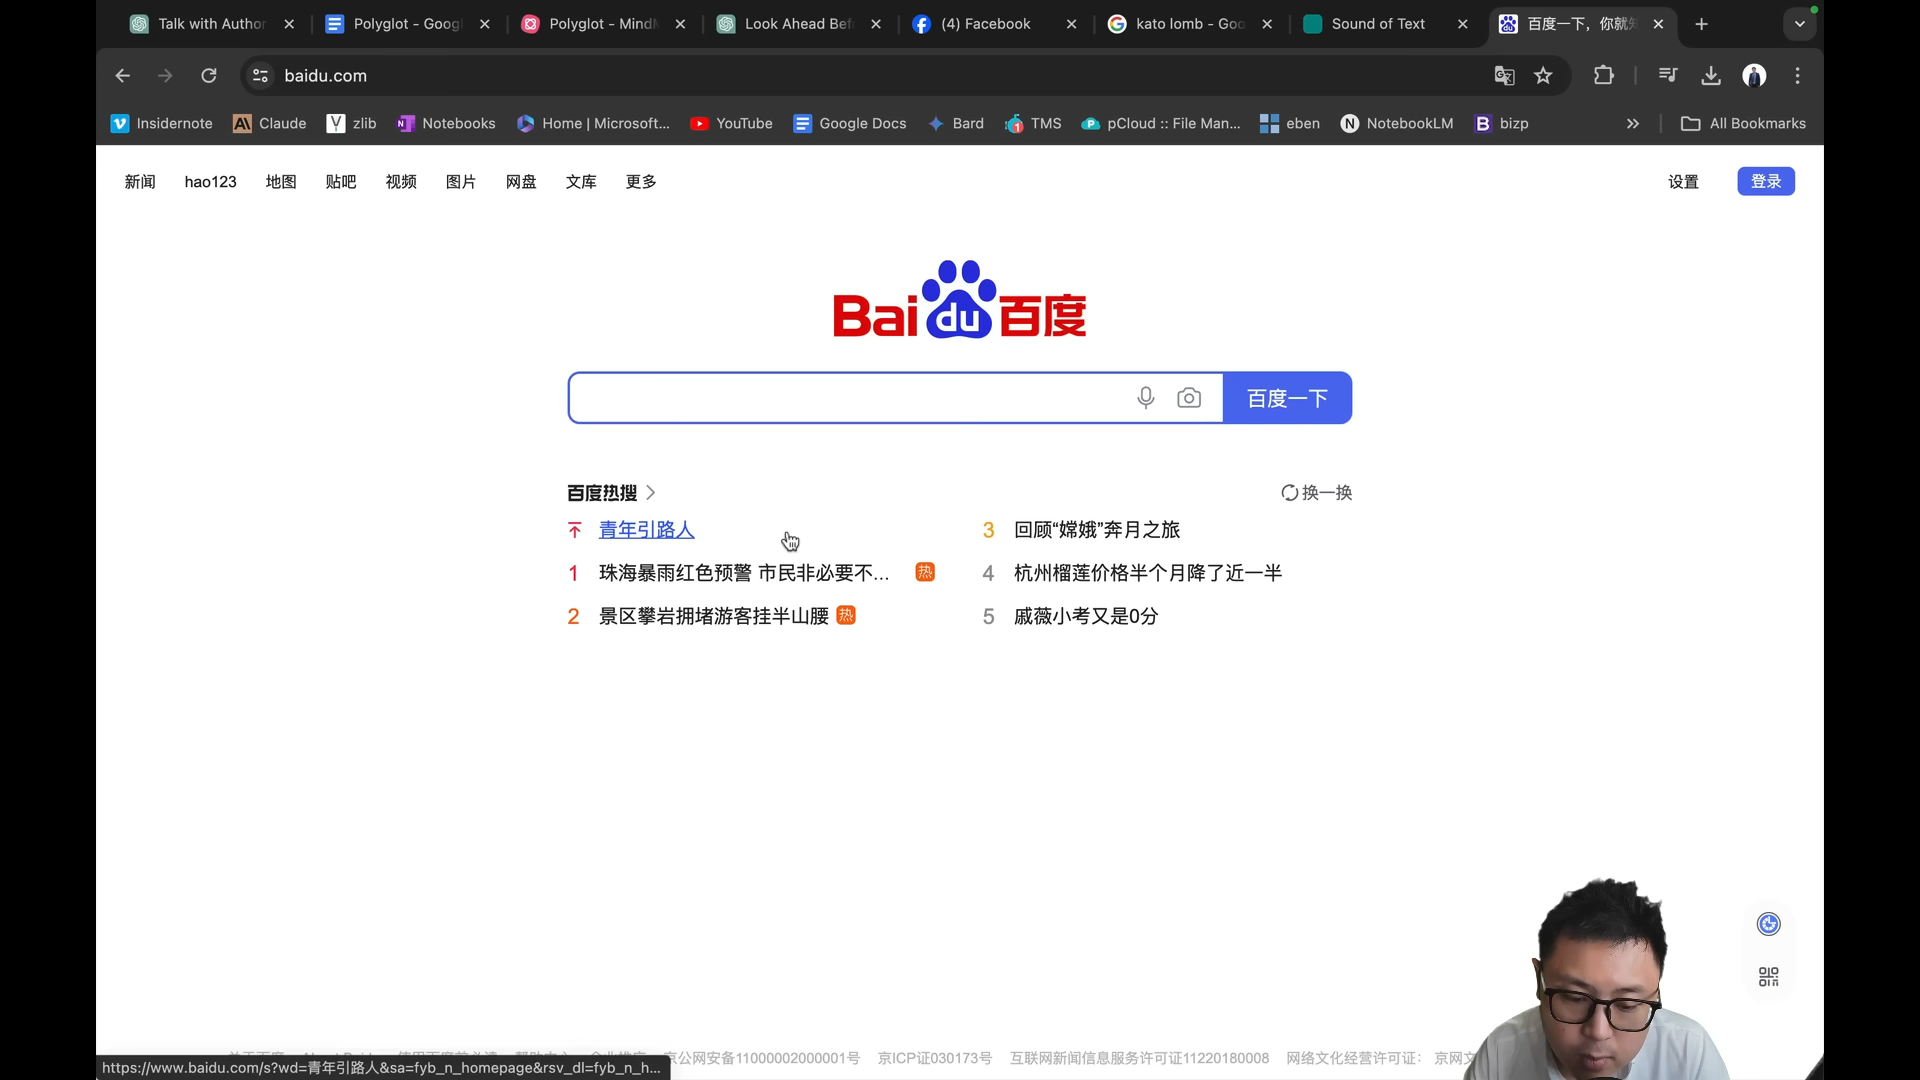 Talk with Author
Polyglot - Goog
Polyglot - Mind
Look Ahead Bef
(4) Facebook
kato lomb - Goo
Sound of Text
百度一下，你就知
baidu.com
Insidernote
Claude
zlib
Notebooks
Home | Microsoft...
YouTube
Google Docs
Bard
TMS
pCloud :: File Man...
eben
NotebookLM
bizp
All Bookmarks
新闻
hao123
地图
贴吧
视频
图片
网盘
文库
更多
设置
登录
Bai du 百度
百度一下
百度热搜
换一换
青年引路人
1 珠海暴雨红色预警 市民非必要不... 热
2 景区攀岩拥堵游客挂半山腰 热
3 回顾“嫦娥”奔月之旅
4 杭州榴莲价格半个月降了近一半
5 戚薇小考又是0分
京公网安备11000002000001号
京ICP证030173号
互联网新闻信息服务许可证11220180008
网络文化经营许可证： 京网文
https://www.baidu.com/s?wd=青年引路人&sa=fyb_n_homepage&rsv_dl=fyb_n_h...